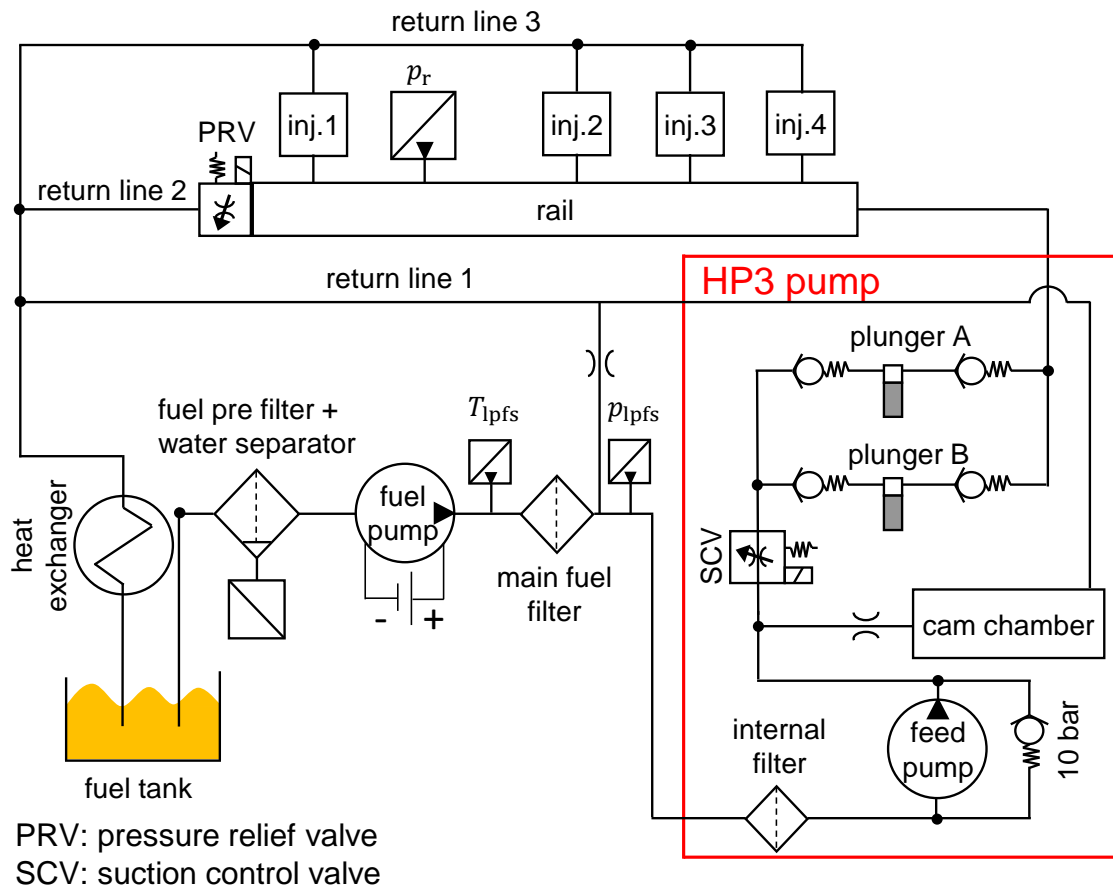 return line 3
p_r
inj.1
inj.2
inj.3
inj.4
PRV
return line 2
rail
return line 1
HP3 pump
plunger A
plunger B
fuel pre filter +
water separator
T_lpfs
p_lpfs
fuel
pump
- +
main fuel
filter
heat
exchanger
SCV
cam chamber
internal
filter
feed
pump
10 bar
fuel tank
PRV: pressure relief valve
SCV: suction control valve